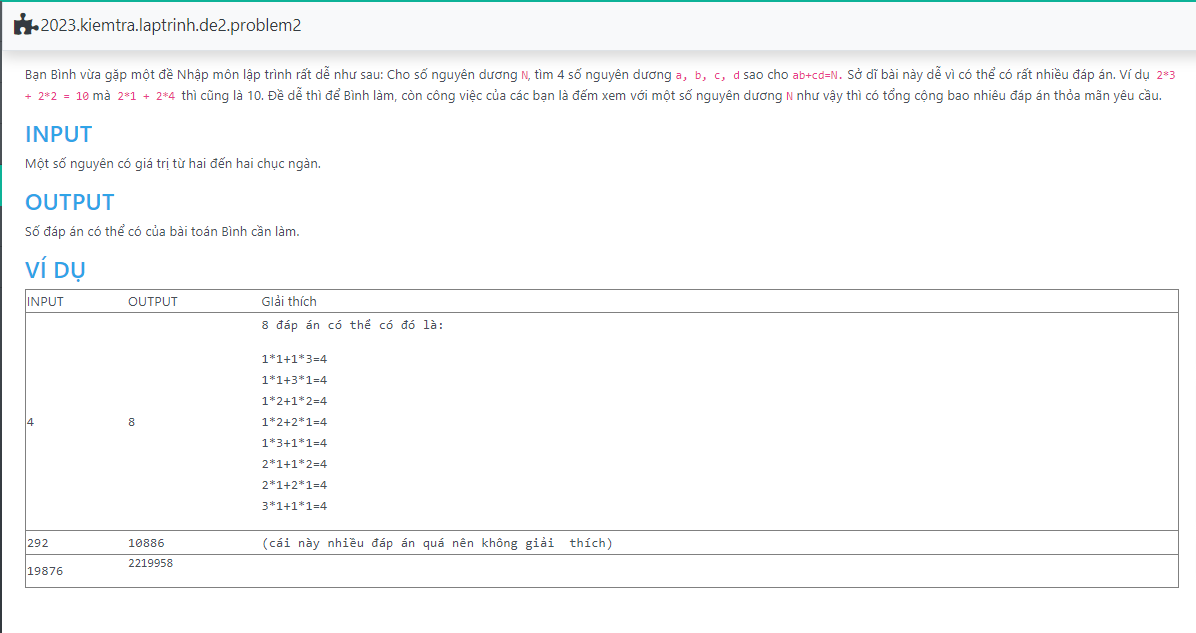 2023.kiemtra.laptrinh.de2.problem2
Bạn Bình vừa gặp một đề Nhập môn lập trình rất dễ như sau: Cho số nguyên dương N, tìm 4 số nguyên dương a, b, c, d sao cho ab+cd=N. Sở dĩ bài này dễ vì có thể có rất nhiều đáp án. Ví dụ 2*3
+ 2*2 = 10 mà 2*1 + 2*4 thì cũng là 10. Đề dễ thì để Bình làm, còn công việc của các bạn là đếm xem với một số nguyên dương N như vậy thì có tổng cộng bao nhiêu đáp án thỏa mãn yêu cầu.
INPUT
Một số nguyên có giá trị từ hai đến hai chục ngàn.
OUTPUT
Số đáp án có thể có của bài toán Bình cần làm.
VÍ DỤ
INPUT OUTPUT GIải thích
8 đáp án có thể có đó là:
1*1+1*3=4
1*1+3*1=4
1*2+1*2=4
4 8 1*2+2*1=4
1*3+1*1=4
2*1+1*2=4
2*1+2*1=4
3*1+1*1=4
292 10886 (cái này nhiều đáp án quá nên không giải thích)
19876 2219958